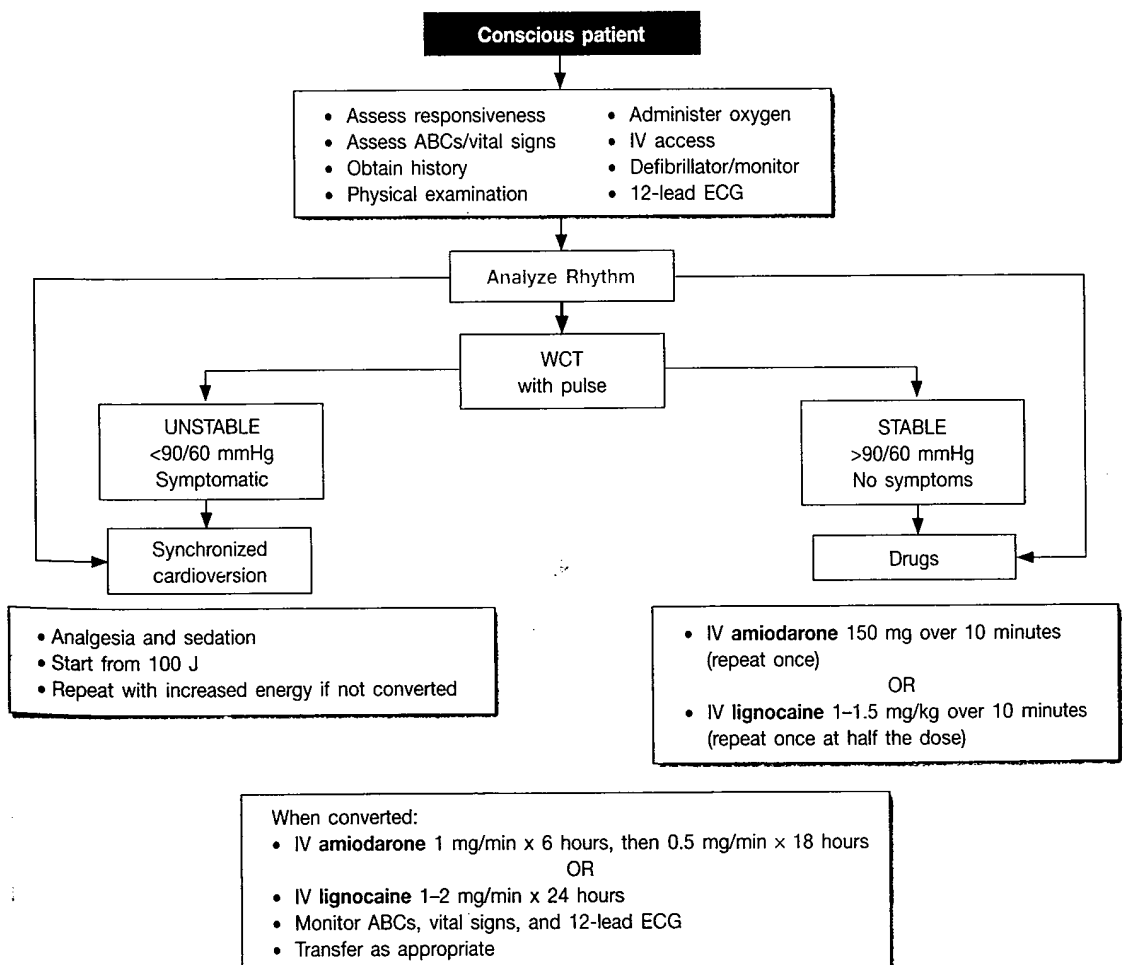 Conscious patient
• Assess responsiveness
• Assess ABCs/vital signs
• Obtain history
• Physical examination
• Administer oxygen
• IV access
• Defibrillator/monitor
• 12-lead ECG
Analyze Rhythm
WCT
with pulse
UNSTABLE
<90/60 mmHg
Symptomatic
STABLE
>90/60 mmHg
No symptoms
Synchronized
cardioversion
Drugs
• Analgesia and sedation
• Start from 100 J
• Repeat with increased energy if not converted
• IV amiodarone 150 mg over 10 minutes
(repeat once)
OR
• IV lignocaine 1–1.5 mg/kg over 10 minutes
(repeat once at half the dose)
When converted:
• IV amiodarone 1 mg/min x 6 hours, then 0.5 mg/min × 18 hours
OR
• IV lignocaine 1–2 mg/min x 24 hours
• Monitor ABCs, vital signs, and 12-lead ECG
• Transfer as appropriate